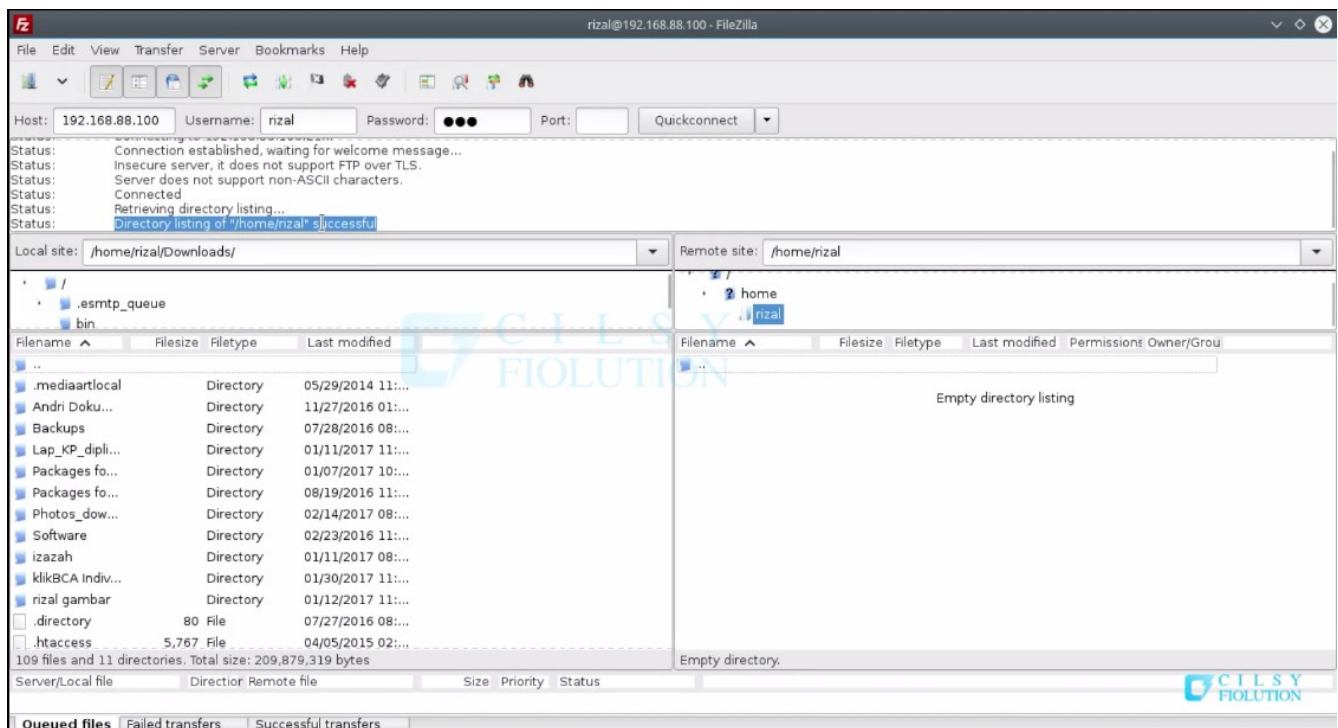 rizal@192.168.88.100 - FileZilla
File Edit View Transfer Server Bookmarks Help
Host: 192.168.88.100 Username: rizal Password: ●●● Port: Quickconnect
Status: Connection established, waiting for welcome message...
Status: Insecure server, it does not support FTP over TLS.
Status: Server does not support non-ASCII characters.
Status: Connected
Status: Retrieving directory listing...
Status: Directory listing of "/home/rizal" successful
Local site: /home/rizal/Downloads/
Remote site: /home/rizal
/
.esmtp_queue
bin
/
home
rizal
Filename Filesize Filetype Last modified
..
.mediaartlocal Directory 05/29/2014 11:...
Andri Doku... Directory 11/27/2016 01:...
Backups Directory 07/28/2016 08:...
Lap_KP_dipli... Directory 01/11/2017 11:...
Packages fo... Directory 01/07/2017 10:...
Packages fo... Directory 08/19/2016 11:...
Photos_dow... Directory 02/14/2017 08:...
Software Directory 02/23/2016 11:...
izazah Directory 01/11/2017 08:...
klikBCA Indiv... Directory 01/30/2017 11:...
rizal gambar Directory 01/12/2017 11:...
.directory 80 File 07/27/2016 08:...
.htaccess 5,767 File 04/05/2015 02:...
109 files and 11 directories. Total size: 209,879,319 bytes
Filename Filesize Filetype Last modified Permissions Owner/Grou
..
Empty directory listing
Empty directory.
CILSY
FIOLUTION
Server/Local file Direction Remote file Size Priority Status
CILSY
FIOLUTION
Queued files Failed transfers Successful transfers